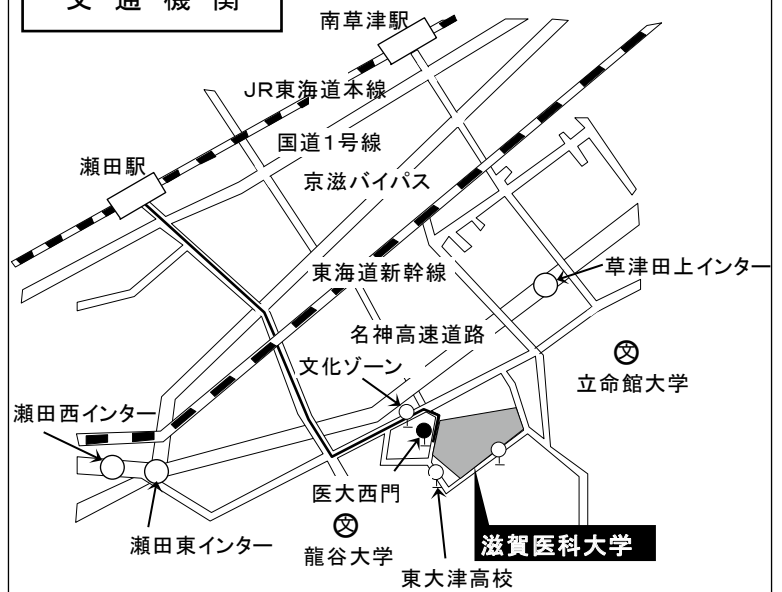 交通機関
南草津駅
JR東海道本線
国道1号線
瀬田駅
京滋バイパス
東海道新幹線
草津田上インター
名神高速道路
文化ゾーン
文
立命館大学
瀬田西インター
医大西門
文
瀬田東インター
龍谷大学
滋賀医科大学
東大津高校